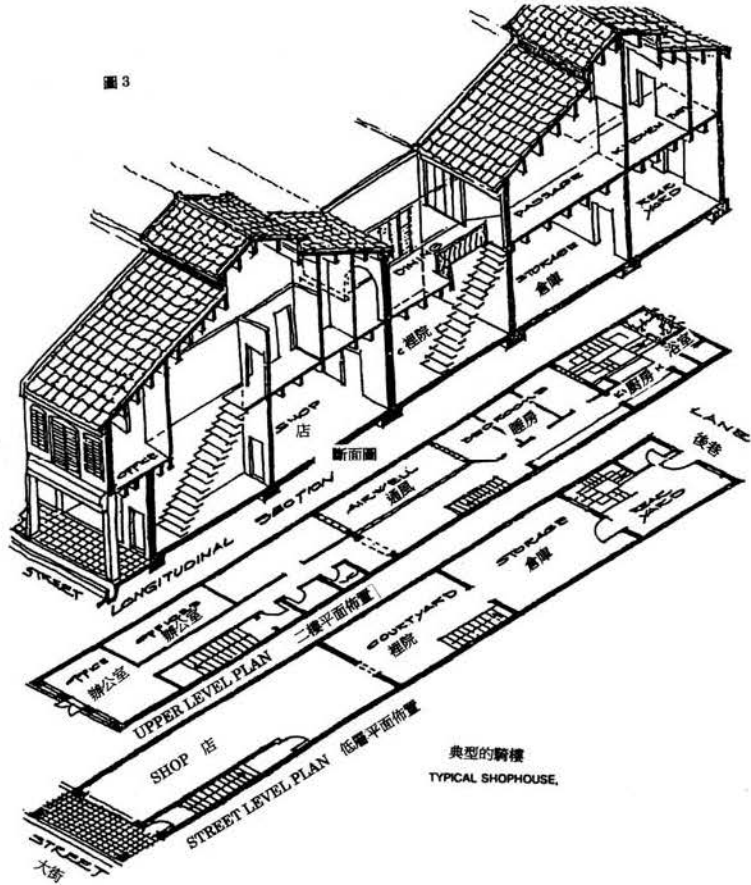 圖 3
KITCHEN
PASSAGE
REAR
YARD
DINING
STORAGE
倉庫
裡院
SHOP
店
OFFICE
斷面圖
STREET
LONGITUDINAL SECTION
浴室
廚房
BEDROOMS
睡房
AIRWELL
通風
OFFICES
辦公室
OFFICE
辦公室
UPPER LEVEL PLAN 二樓平面佈置
LANE
後巷
REAR
YARD
STORAGE
倉庫
COURTYARD
裡院
SHOP 店
STREET LEVEL PLAN 低層平面佈置
STREET
大街
典型的騎樓
TYPICAL SHOPHOUSE,